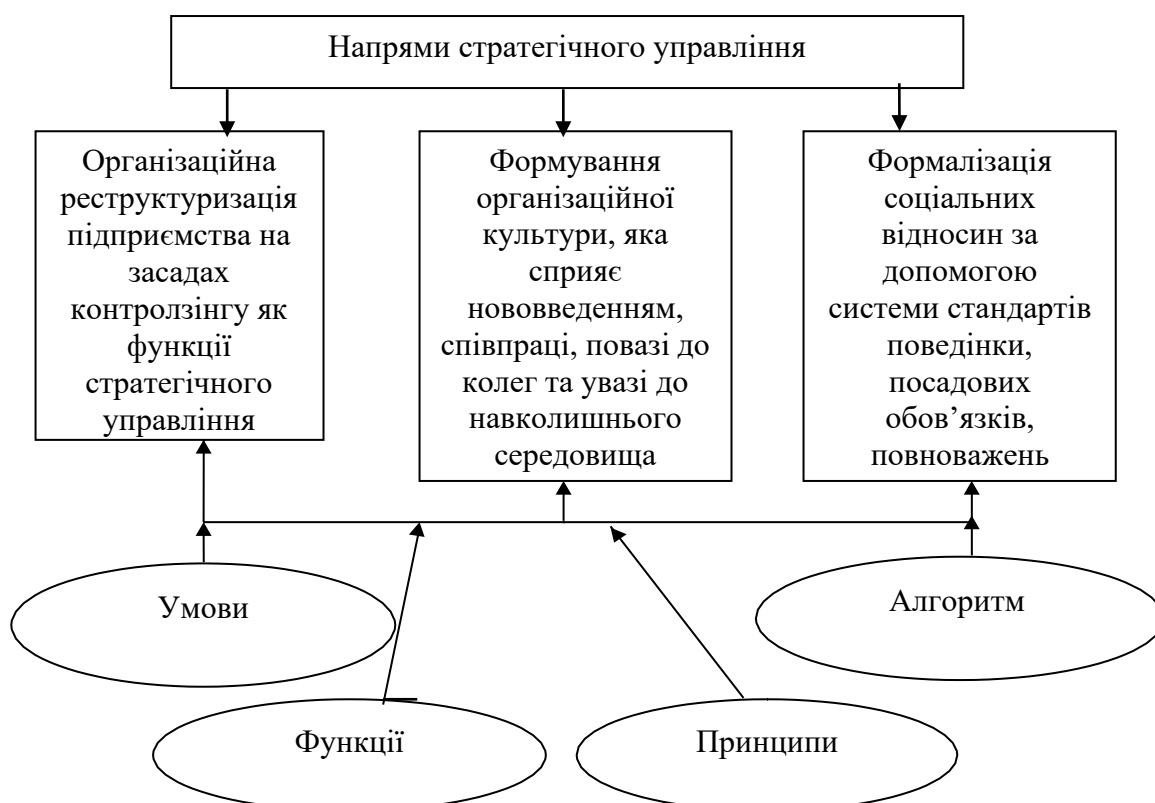 Напрями стратегічного управління
Організаційна
реструктуризація
підприємства на
засадах
контролзінгу як
функції
стратегічного
управління
Формування
організаційної
культури, яка
сприяє
нововведенням,
співпраці, повазі до
колег та увазі до
навколишнього
середовища
Формалізація
соціальних
відносин за
допомогою
системи стандартів
поведінки,
посадових
обов’язків,
повноважень
Умови
Алгоритм
Функції
Принципи